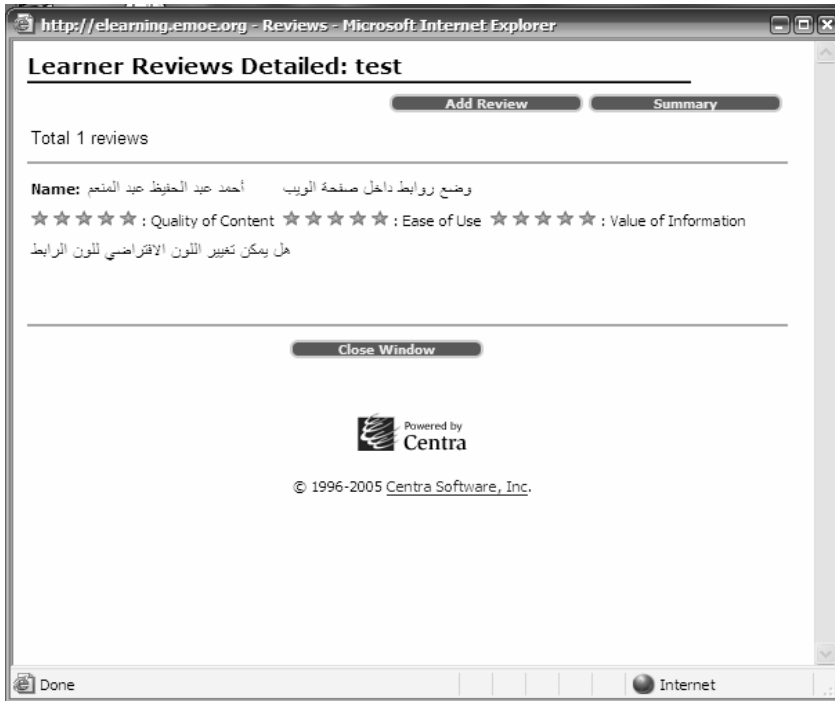 http://elearning.emoe.org - Reviews - Microsoft Internet Explorer
Learner Reviews Detailed: test
Add Review Summary
Total 1 reviews
Name: أحمد عبد الحفيظ عبد المنعم وضع روابط داخل صفحة الويب
: Quality of Content : Ease of Use : Value of Information
هل يمكن تغيير اللون الافتراضي للون الرابط
Close Window
Powered by
Centra
© 1996-2005 Centra Software, Inc.
Done Internet